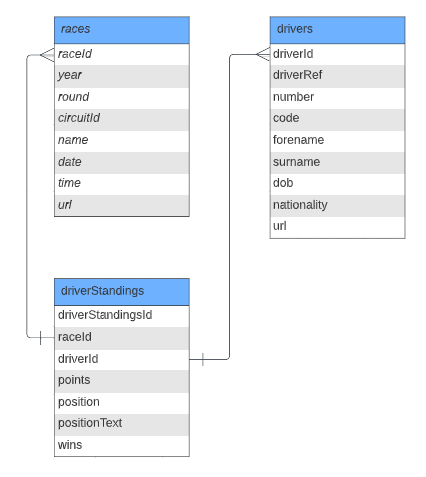 races
raceId
year
round
circuitId
name
date
time
url
drivers
driverId
driverRef
number
code
forename
surname
dob
nationality
url
driverStandings
driverStandingsId
raceId
driverId
points
position
positionText
wins